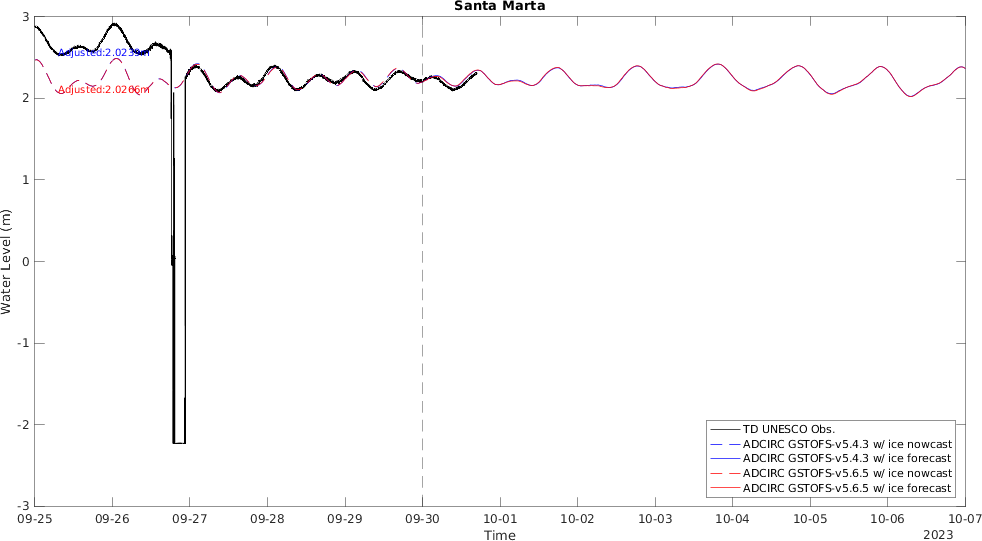 Santa Marta
3
2
1
0
-1
-2
-3
Water Level (m)
Adjusted:2.0239m
Adjusted:2.0266m
TD UNESCO Obs.
ADCIRC GSTOFS-v5.4.3 w/ ice nowcast
ADCIRC GSTOFS-v5.4.3 w/ ice forecast
ADCIRC GSTOFS-v5.6.5 w/ ice nowcast
ADCIRC GSTOFS-v5.6.5 w/ ice forecast
09-25 09-26 09-27 09-28 09-29 09-30 10-01 10-02 10-03 10-04 10-05 10-06 10-07
Time
2023